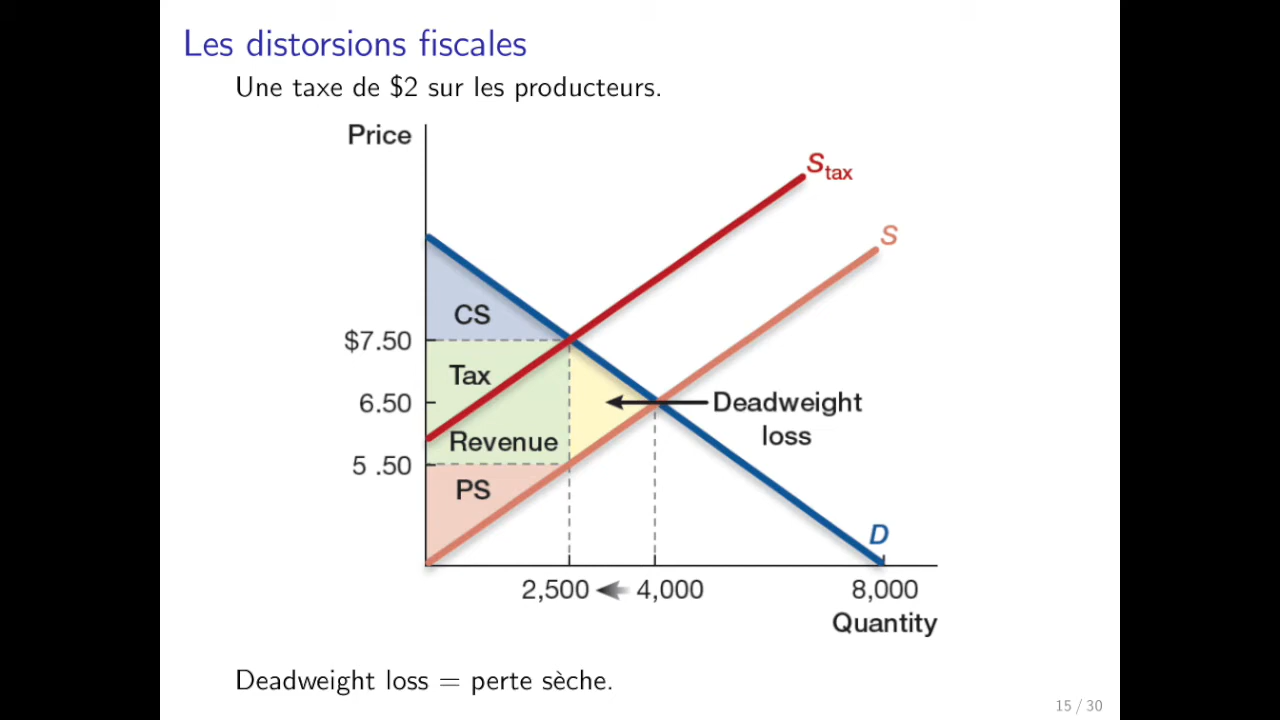 Les distorsions fiscales
Une taxe de $2 sur les producteurs.
Price
S tax
S
CS
$7.50
Tax
6.50
Deadweight
loss
Revenue
5 .50
PS
D
2,500
4,000
8,000
Quantity
Deadweight loss = perte sèche.
15 / 30